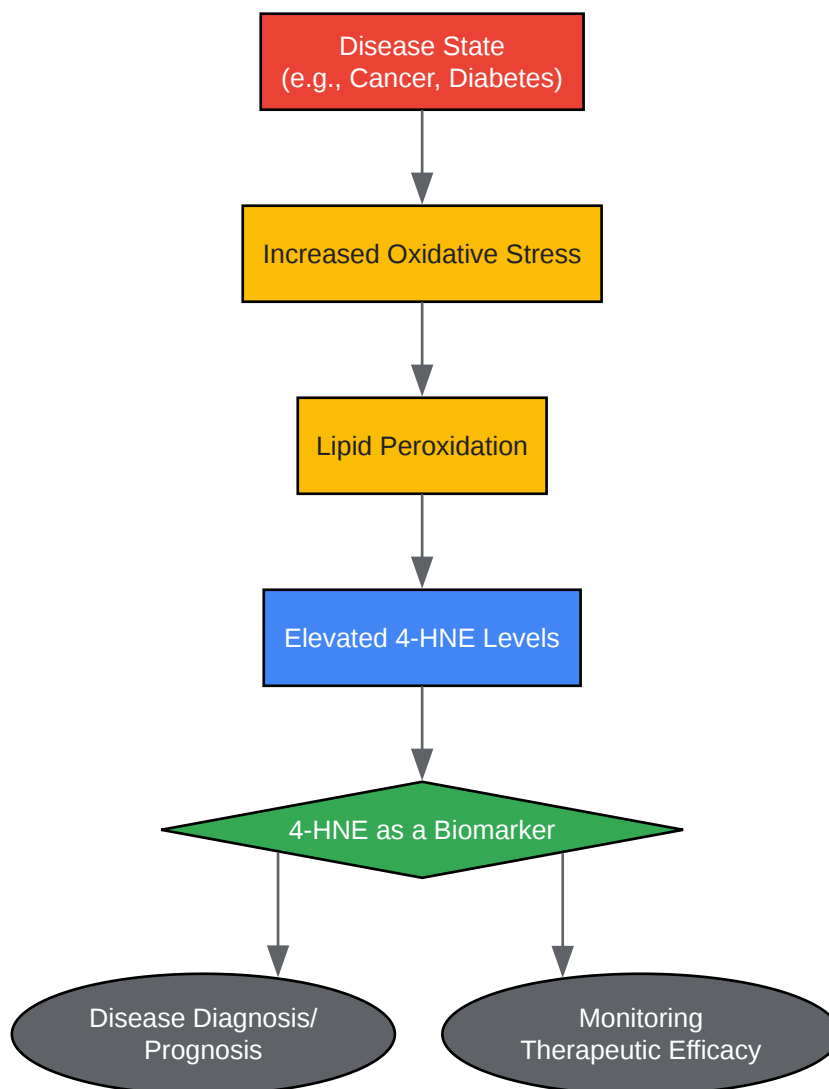 Disease State
(e.g., Cancer, Diabetes)
Increased Oxidative Stress
Lipid Peroxidation
Elevated 4-HNE Levels
4-HNE as a Biomarker
Disease Diagnosis/
Prognosis
Monitoring
Therapeutic Efficacy